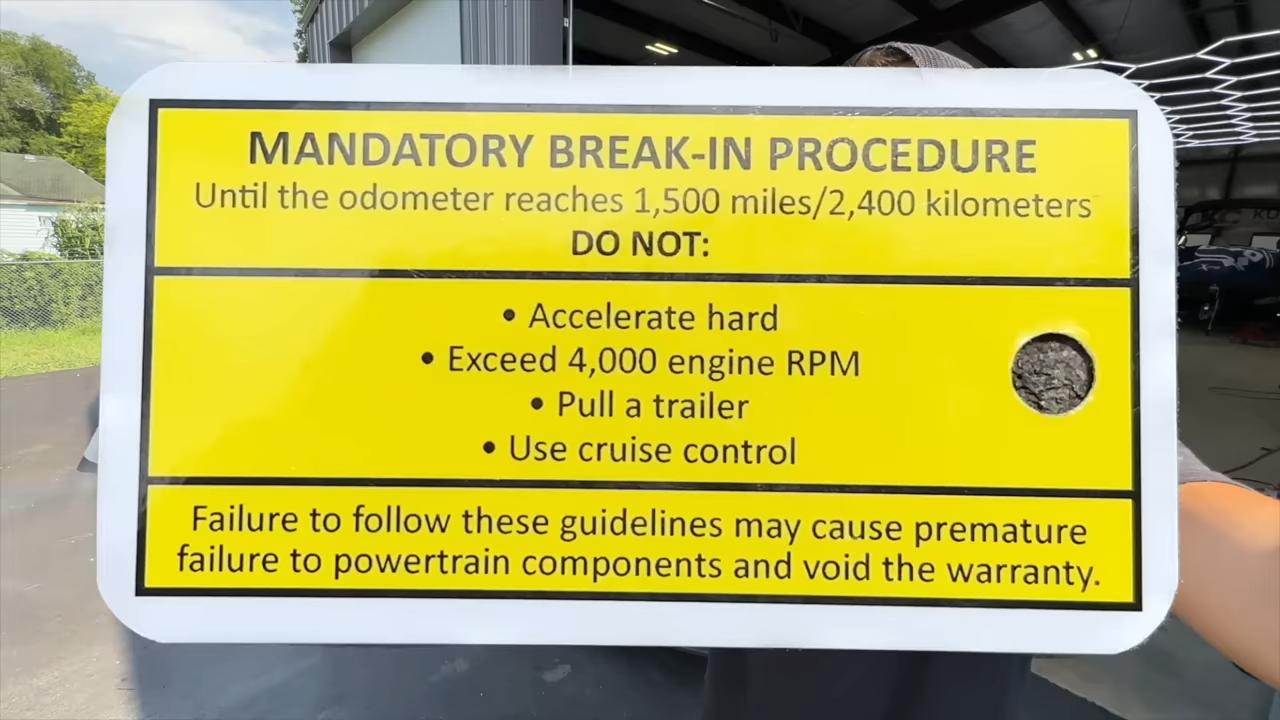 MANDATORY BREAK-IN PROCEDURE
Until the odometer reaches 1,500 miles/2,400 kilometers
DO NOT:
• Accelerate hard
• Exceed 4,000 engine RPM
• Pull a trailer
• Use cruise control
Failure to follow these guidelines may cause premature
failure to powertrain components and void the warranty.